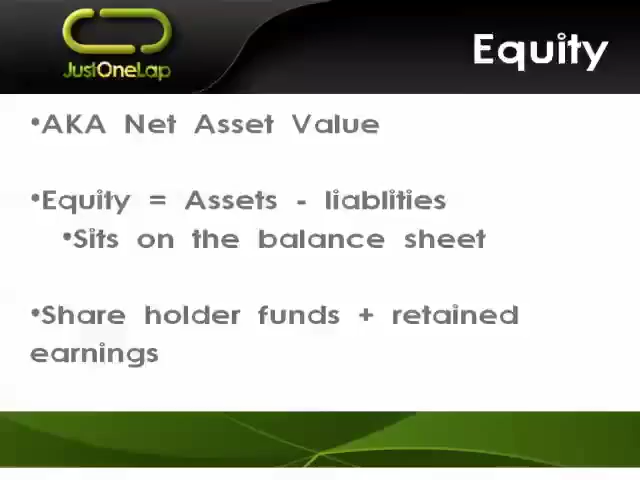 JustOneLap
Equity
•AKA Net Asset Value
•Equity = Assets - liablities
•Sits on the balance sheet
•Share holder funds + retained
earnings